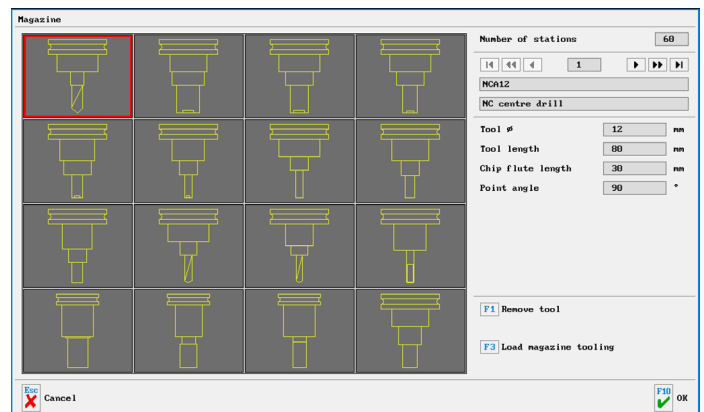 Magazine
Number of stations 60
1
NCA12
NC centre drill
Tool ø 12 mm
Tool length 80 mm
Chip flute length 30 mm
Point angle 90 °
F1 Remove tool
F3 Load magazine tooling
Esc Cancel
F10 OK